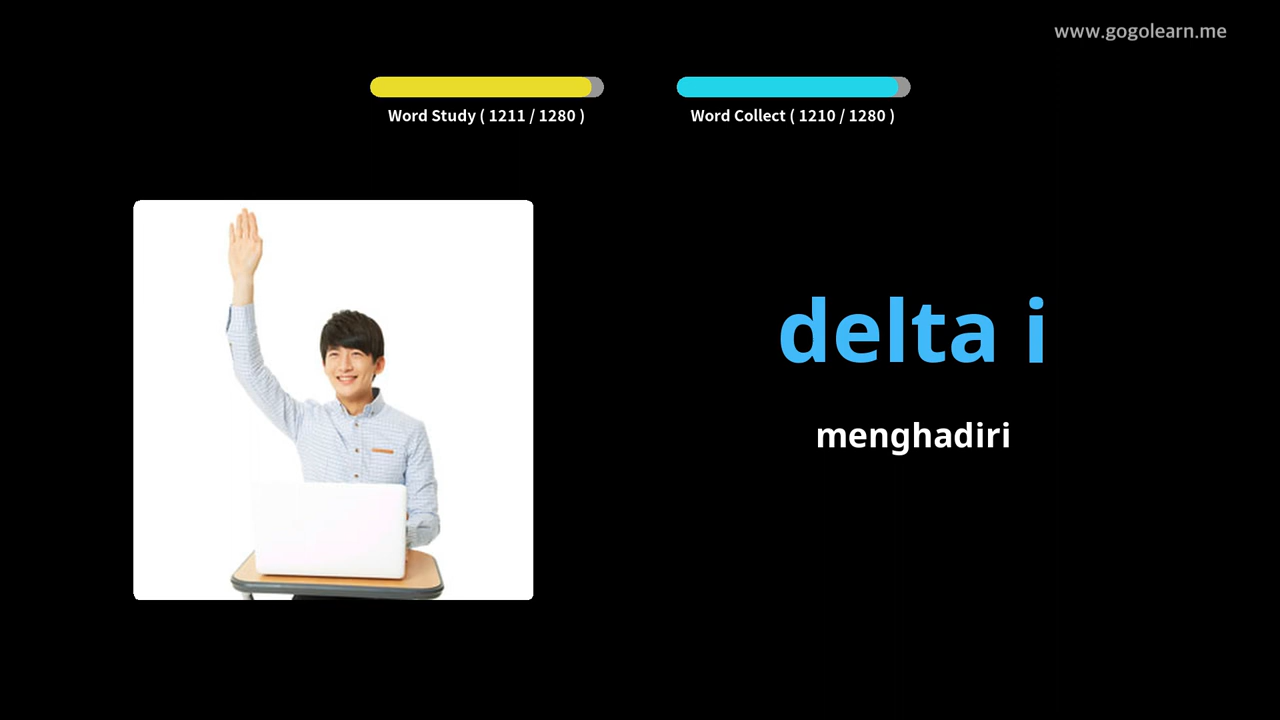 www.gogolearn.me
Word Study ( 1211 / 1280 )
Word Collect ( 1210 / 1280 )
delta i
menghadiri